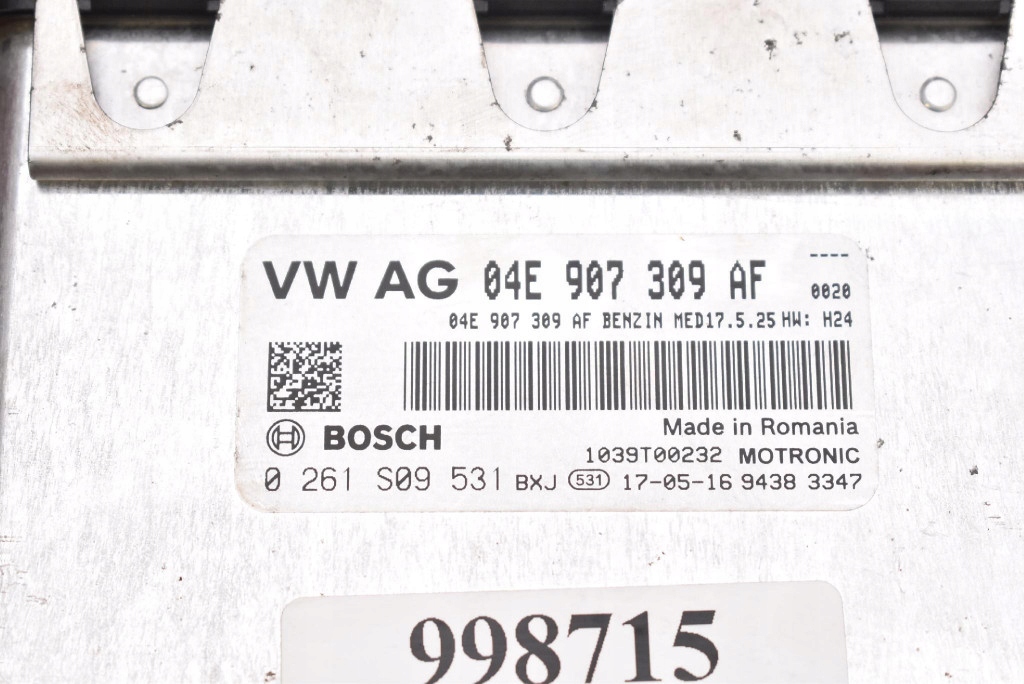 VW AG 04E 907 309 AF ----
0020
04E 907 309 AF BENZIN MED17.5.25 HW: H24
Made in Romania
BOSCH
1039T00232 MOTRONIC
0 261 S09 531 BXJ 531 17-05-16 9438 3347
998715